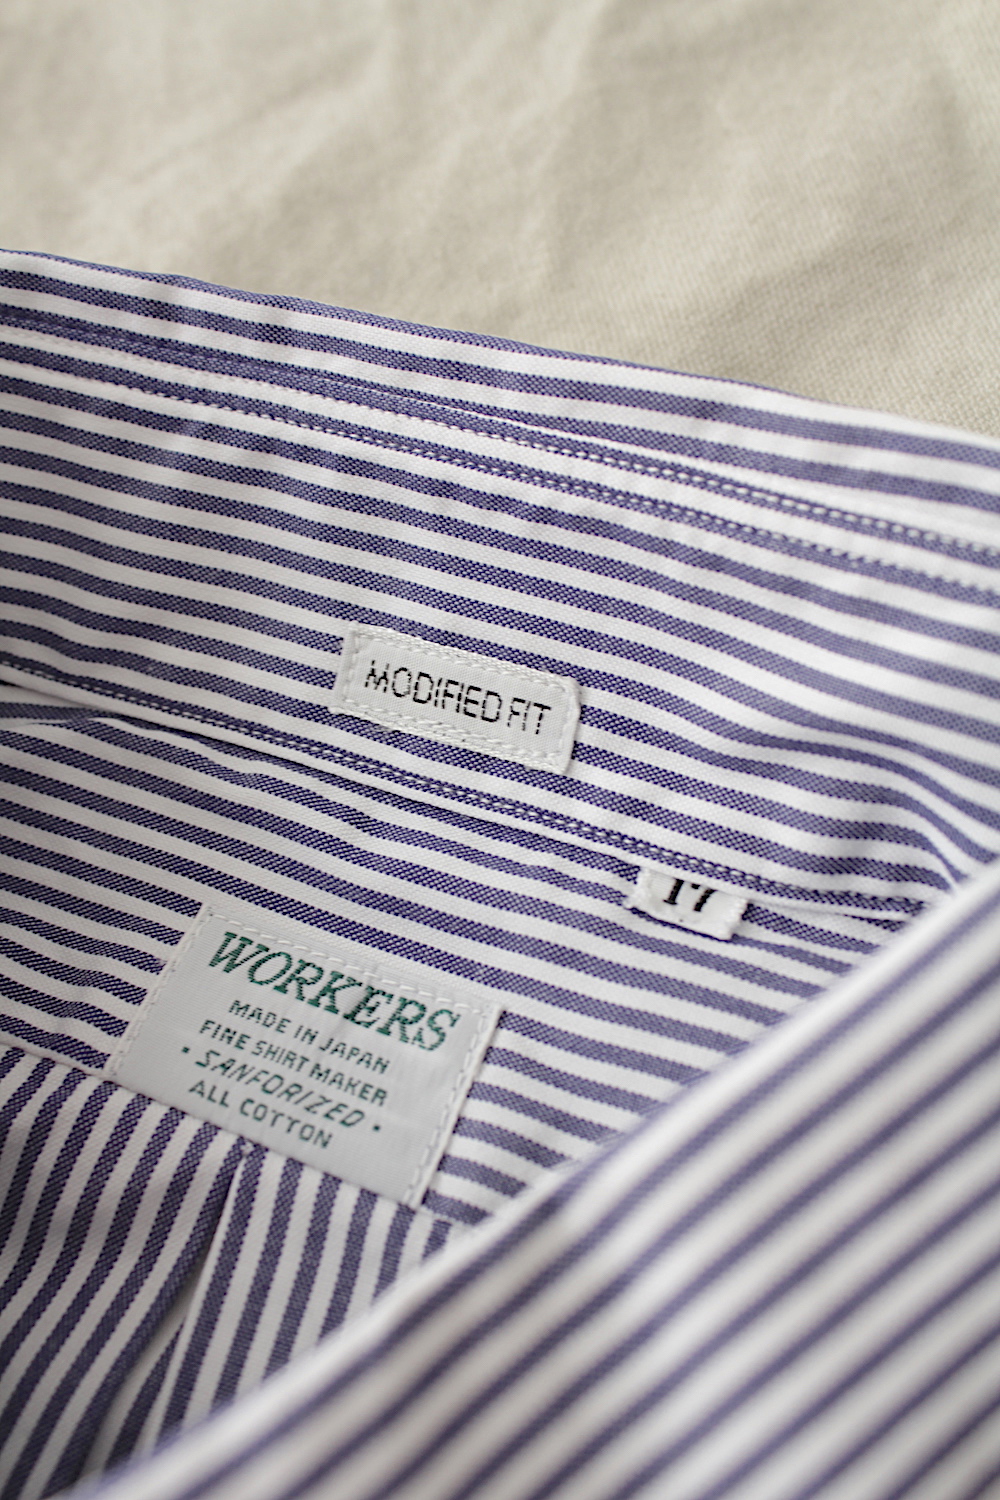 MODIFIED FIT
17
WORKERS
MADE IN JAPAN
FINE SHIRT MAKER
• SANFORIZED •
ALL COTTON